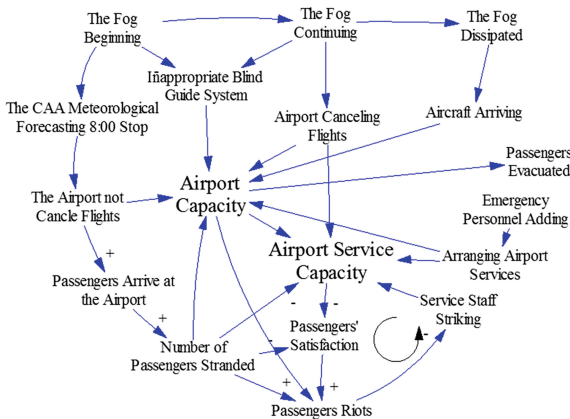 The Fog
Beginning
The Fog
Continuing
The Fog
Dissipated
Inappropriate Blind
Guide System
The CAA Meteorological
Forecasting 8:00 Stop
Airport Canceling
Flights
Aircraft Arriving
Passengers
Evacuated
The Airport not
Cancle Flights
Airport
Capacity
Emergency
Personnel Adding
Airport Service
Capacity
Arranging Airport
Services
+
Passengers Arrive at
the Airport
Service Staff
Striking
-
-
-
+
Number of
Passengers Stranded
-
Passengers'
Satisfaction
+
+
Passengers Riots